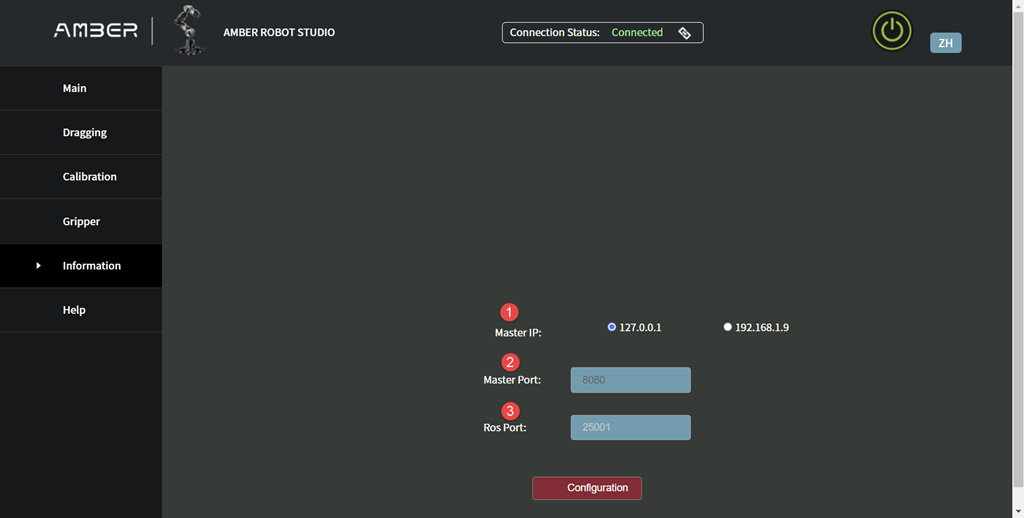 AMBER
AMBER ROBOT STUDIO
Connection Status: Connected
ZH
Main
Dragging
Calibration
Gripper
Information
Help
1
Master IP: 127.0.0.1 192.168.1.9
2
Master Port: 8080
3
Ros Port: 25001
Configuration